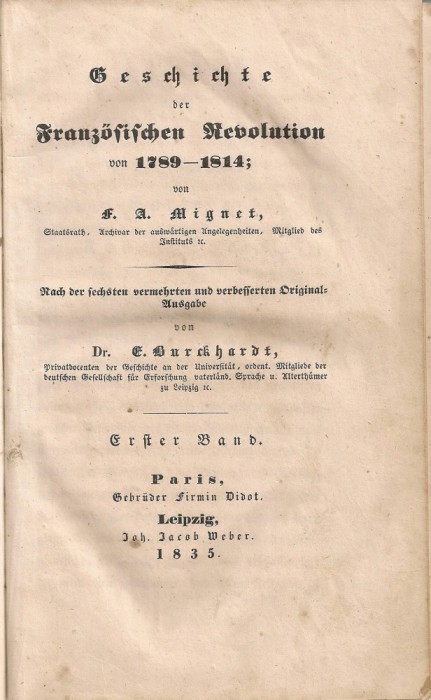 Geschichte
der
Französischen Revolution
von 1789—1814;
von
F. A. Mignet,
Staatsrath, Archivar der auswärtigen Angelegenheiten, Mitglied des
Instituts ꝛc.
Nach der sechsten vermehrten und verbesserten Original-
Ausgabe
von
Dr. E. Burckhardt,
Privatdocenten der Geschichte an der Universität, ordent. Mitgliede der
deutschen Gesellschaft für Erforschung vaterländ. Sprache u. Alterthümer
zu Leipzig ꝛc.
Erster Band.
Paris,
Gebrüder Firmin Didot.
Leipzig,
Joh. Jacob Weber.
1835.